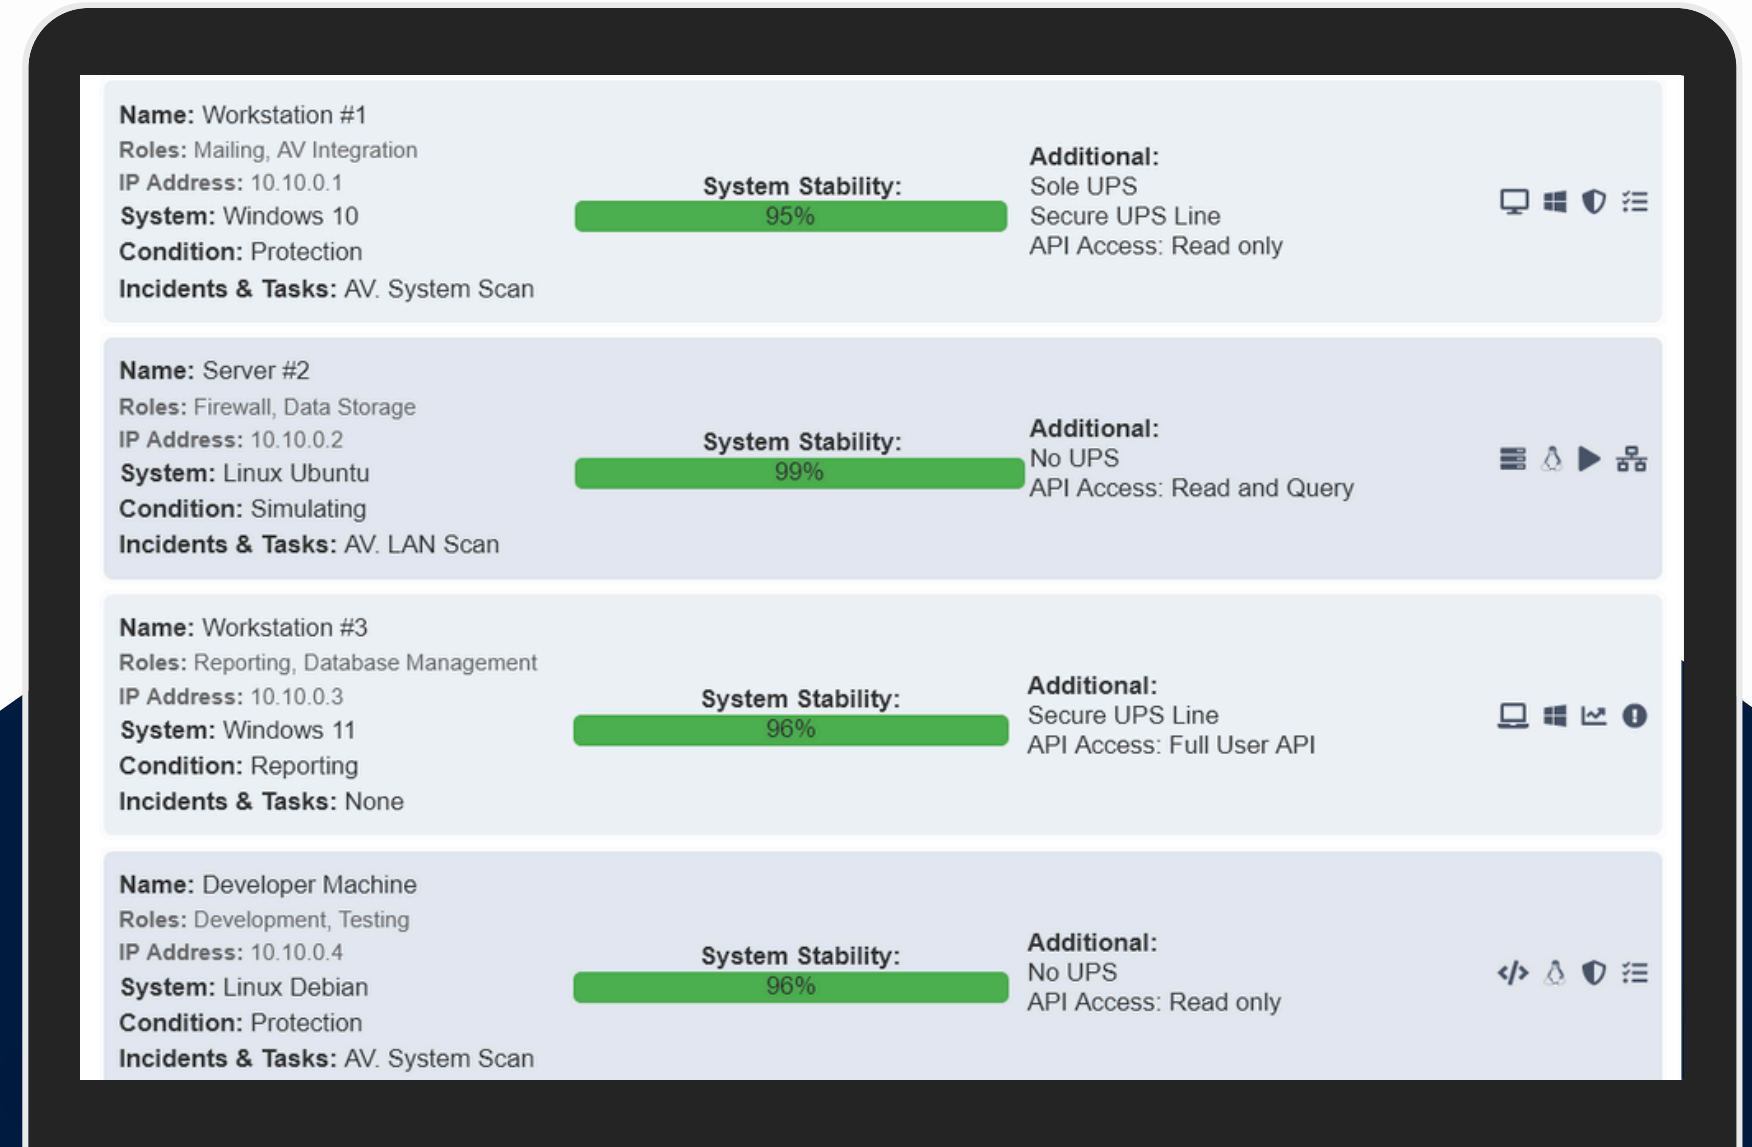 Name: Workstation #1
Roles: Mailing, AV Integration
IP Address: 10.10.0.1
System: Windows 10
Condition: Protection
Incidents & Tasks: AV. System Scan
System Stability:
95%
Additional:
Sole UPS
Secure UPS Line
API Access: Read only
Name: Server #2
Roles: Firewall, Data Storage
IP Address: 10.10.0.2
System: Linux Ubuntu
Condition: Simulating
Incidents & Tasks: AV. LAN Scan
System Stability:
99%
Additional:
No UPS
API Access: Read and Query
Name: Workstation #3
Roles: Reporting, Database Management
IP Address: 10.10.0.3
System: Windows 11
Condition: Reporting
Incidents & Tasks: None
System Stability:
96%
Additional:
Secure UPS Line
API Access: Full User API
Name: Developer Machine
Roles: Development, Testing
IP Address: 10.10.0.4
System: Linux Debian
Condition: Protection
Incidents & Tasks: AV. System Scan
System Stability:
96%
Additional:
No UPS
API Access: Read only